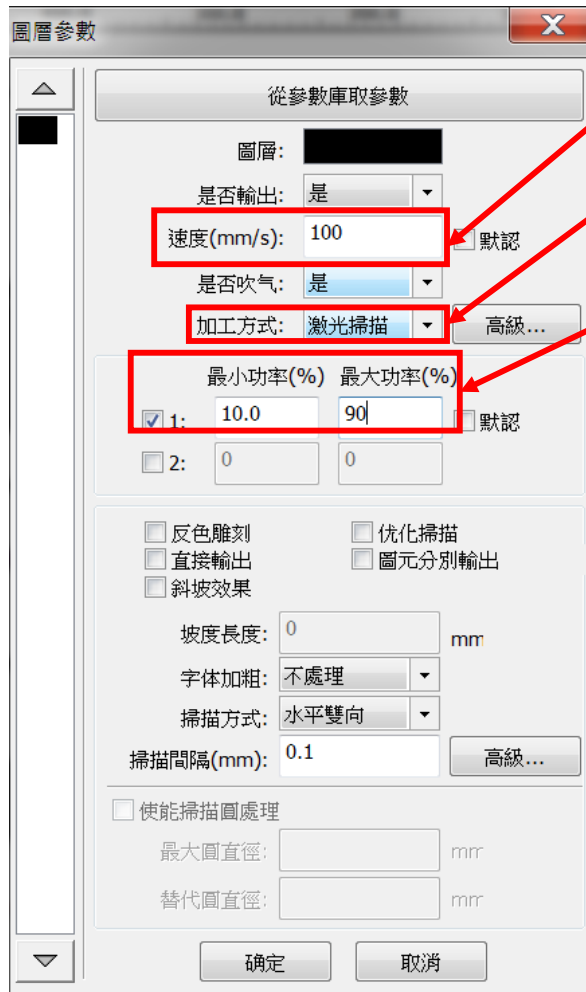 圖層參數
從參數庫取參數
圖層:
是否輸出: 是
速度(mm/s): 100 默認
是否吹气: 是
加工方式: 激光掃描 高級...
最小功率(%) 最大功率(%)
1: 10.0 90 默認
2: 0 0
反色雕刻 优化掃描
直接輸出 圖元分別輸出
斜坡效果
坡度長度: 0 mm
字体加粗: 不處理
掃描方式: 水平雙向
掃描間隔(mm): 0.1 高級...
使能掃描圓處理
最大圓直徑: mm
替代圓直徑: mm
确定 取消